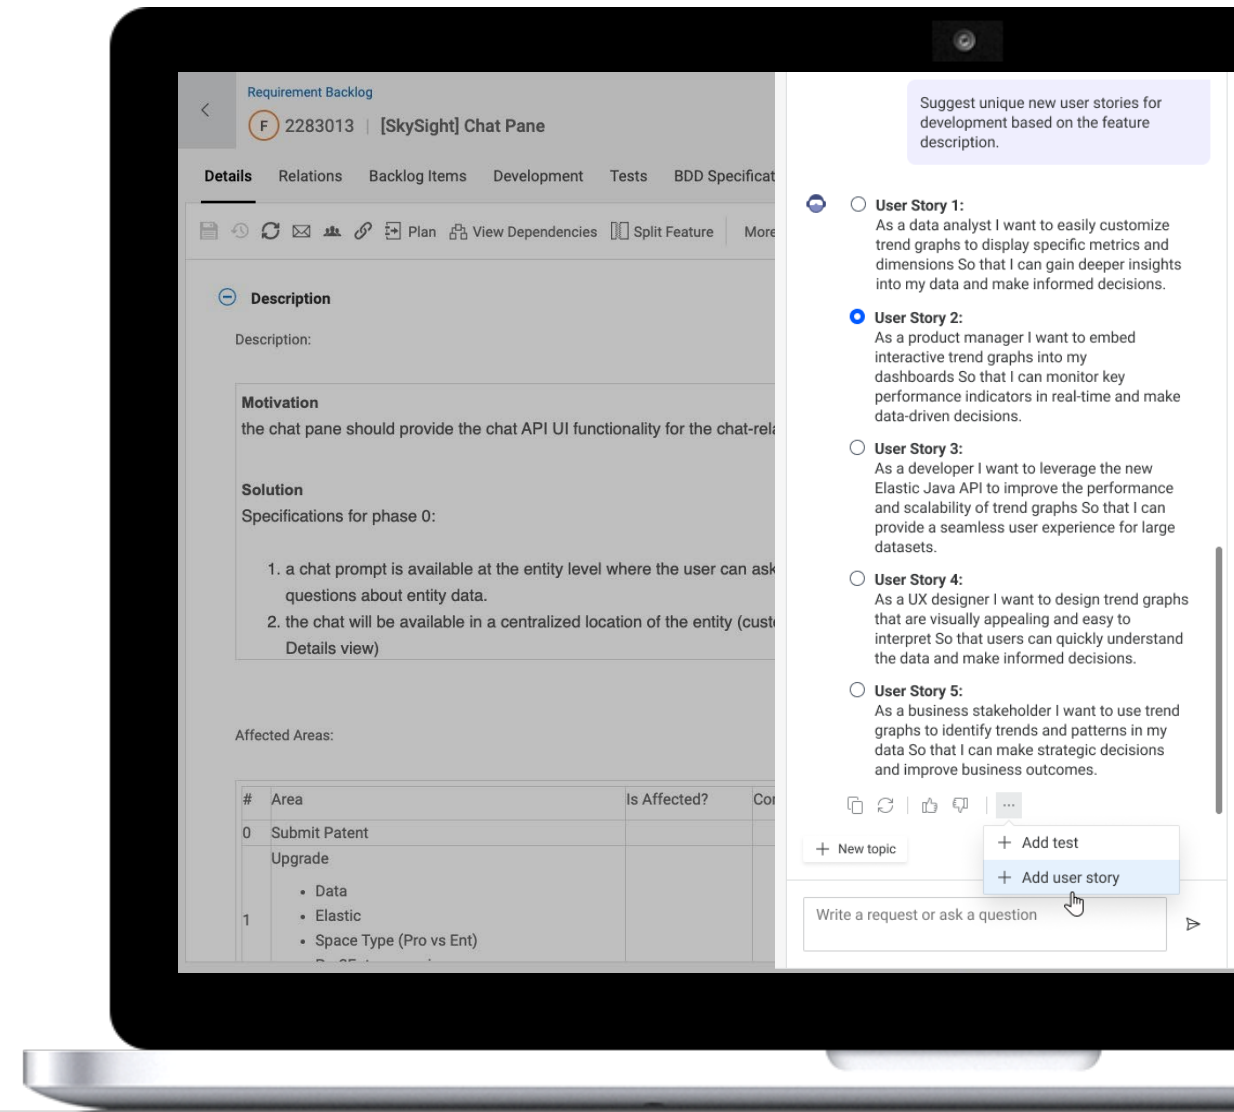 Requirement Backlog
F 2283013 | [SkySight] Chat Pane
Details Relations Backlog Items Development Tests BDD Specificat
Plan View Dependencies Split Feature More
Description
Description:
Motivation
the chat pane should provide the chat API UI functionality for the chat-rela
Solution
Specifications for phase 0:
1. a chat prompt is available at the entity level where the user can ask
questions about entity data.
2. the chat will be available in a centralized location of the entity (custo
Details view)
Affected Areas:
# Area Is Affected? Cor
0 Submit Patent
1
Upgrade
• Data
• Elastic
• Space Type (Pro vs Ent)
Suggest unique new user stories for
development based on the feature
description.
User Story 1:
As a data analyst I want to easily customize
trend graphs to display specific metrics and
dimensions So that I can gain deeper insights
into my data and make informed decisions.
User Story 2:
As a product manager I want to embed
interactive trend graphs into my
dashboards So that I can monitor key
performance indicators in real-time and make
data-driven decisions.
User Story 3:
As a developer I want to leverage the new
Elastic Java API to improve the performance
and scalability of trend graphs So that I can
provide a seamless user experience for large
datasets.
User Story 4:
As a UX designer I want to design trend graphs
that are visually appealing and easy to
interpret So that users can quickly understand
the data and make informed decisions.
User Story 5:
As a business stakeholder I want to use trend
graphs to identify trends and patterns in my
data So that I can make strategic decisions
and improve business outcomes.
+ New topic
+ Add test
+ Add user story
Write a request or ask a question